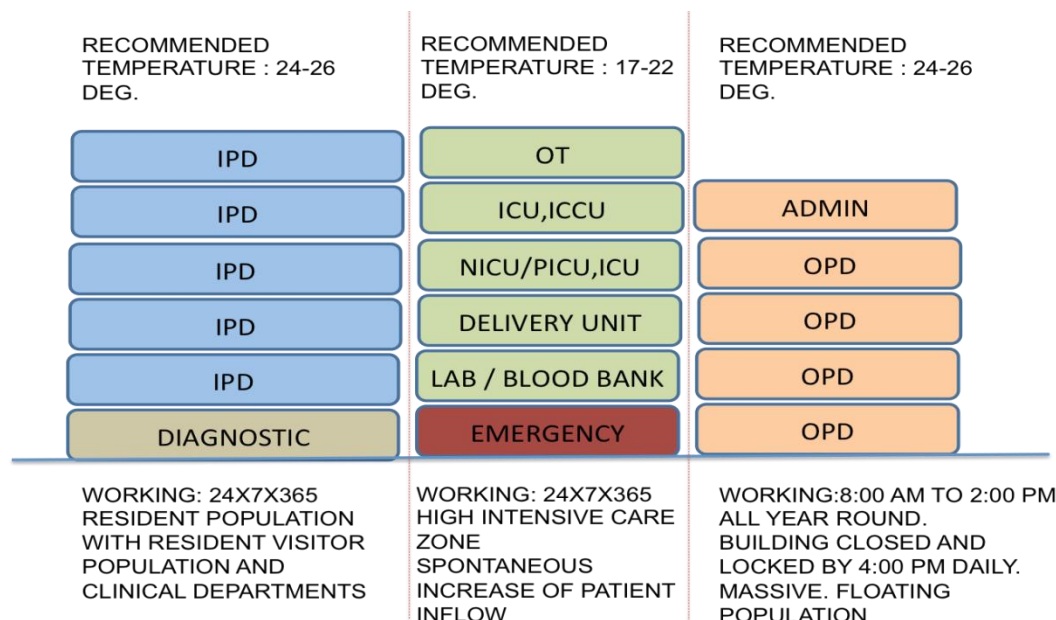 RECOMMENDED
TEMPERATURE : 24-26
DEG.
RECOMMENDED
TEMPERATURE : 17-22
DEG.
RECOMMENDED
TEMPERATURE : 24-26
DEG.
IPD
IPD
IPD
IPD
IPD
DIAGNOSTIC
OT
ICU,ICCU
NICU/PICU,ICU
DELIVERY UNIT
LAB / BLOOD BANK
EMERGENCY
ADMIN
OPD
OPD
OPD
OPD
WORKING: 24X7X365
RESIDENT POPULATION
WITH RESIDENT VISITOR
POPULATION AND
CLINICAL DEPARTMENTS
WORKING: 24X7X365
HIGH INTENSIVE CARE
ZONE
SPONTANEOUS
INCREASE OF PATIENT
INFLOW
WORKING:8:00 AM TO 2:00 PM
ALL YEAR ROUND.
BUILDING CLOSED AND
LOCKED BY 4:00 PM DAILY.
MASSIVE. FLOATING
POPULATION